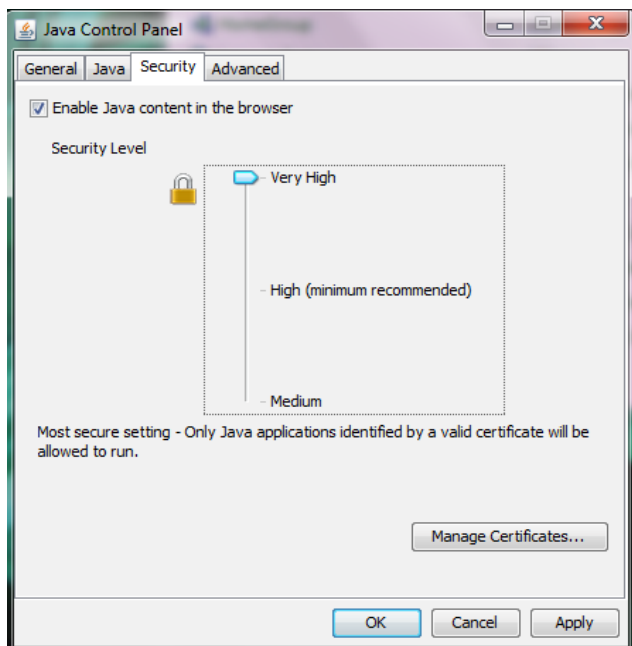 Java Control Panel
General Java Security Advanced
Enable Java content in the browser
Security Level
Very High
High (minimum recommended)
Medium
Most secure setting - Only Java applications identified by a valid certificate will be
allowed to run.
Manage Certificates...
OK Cancel Apply